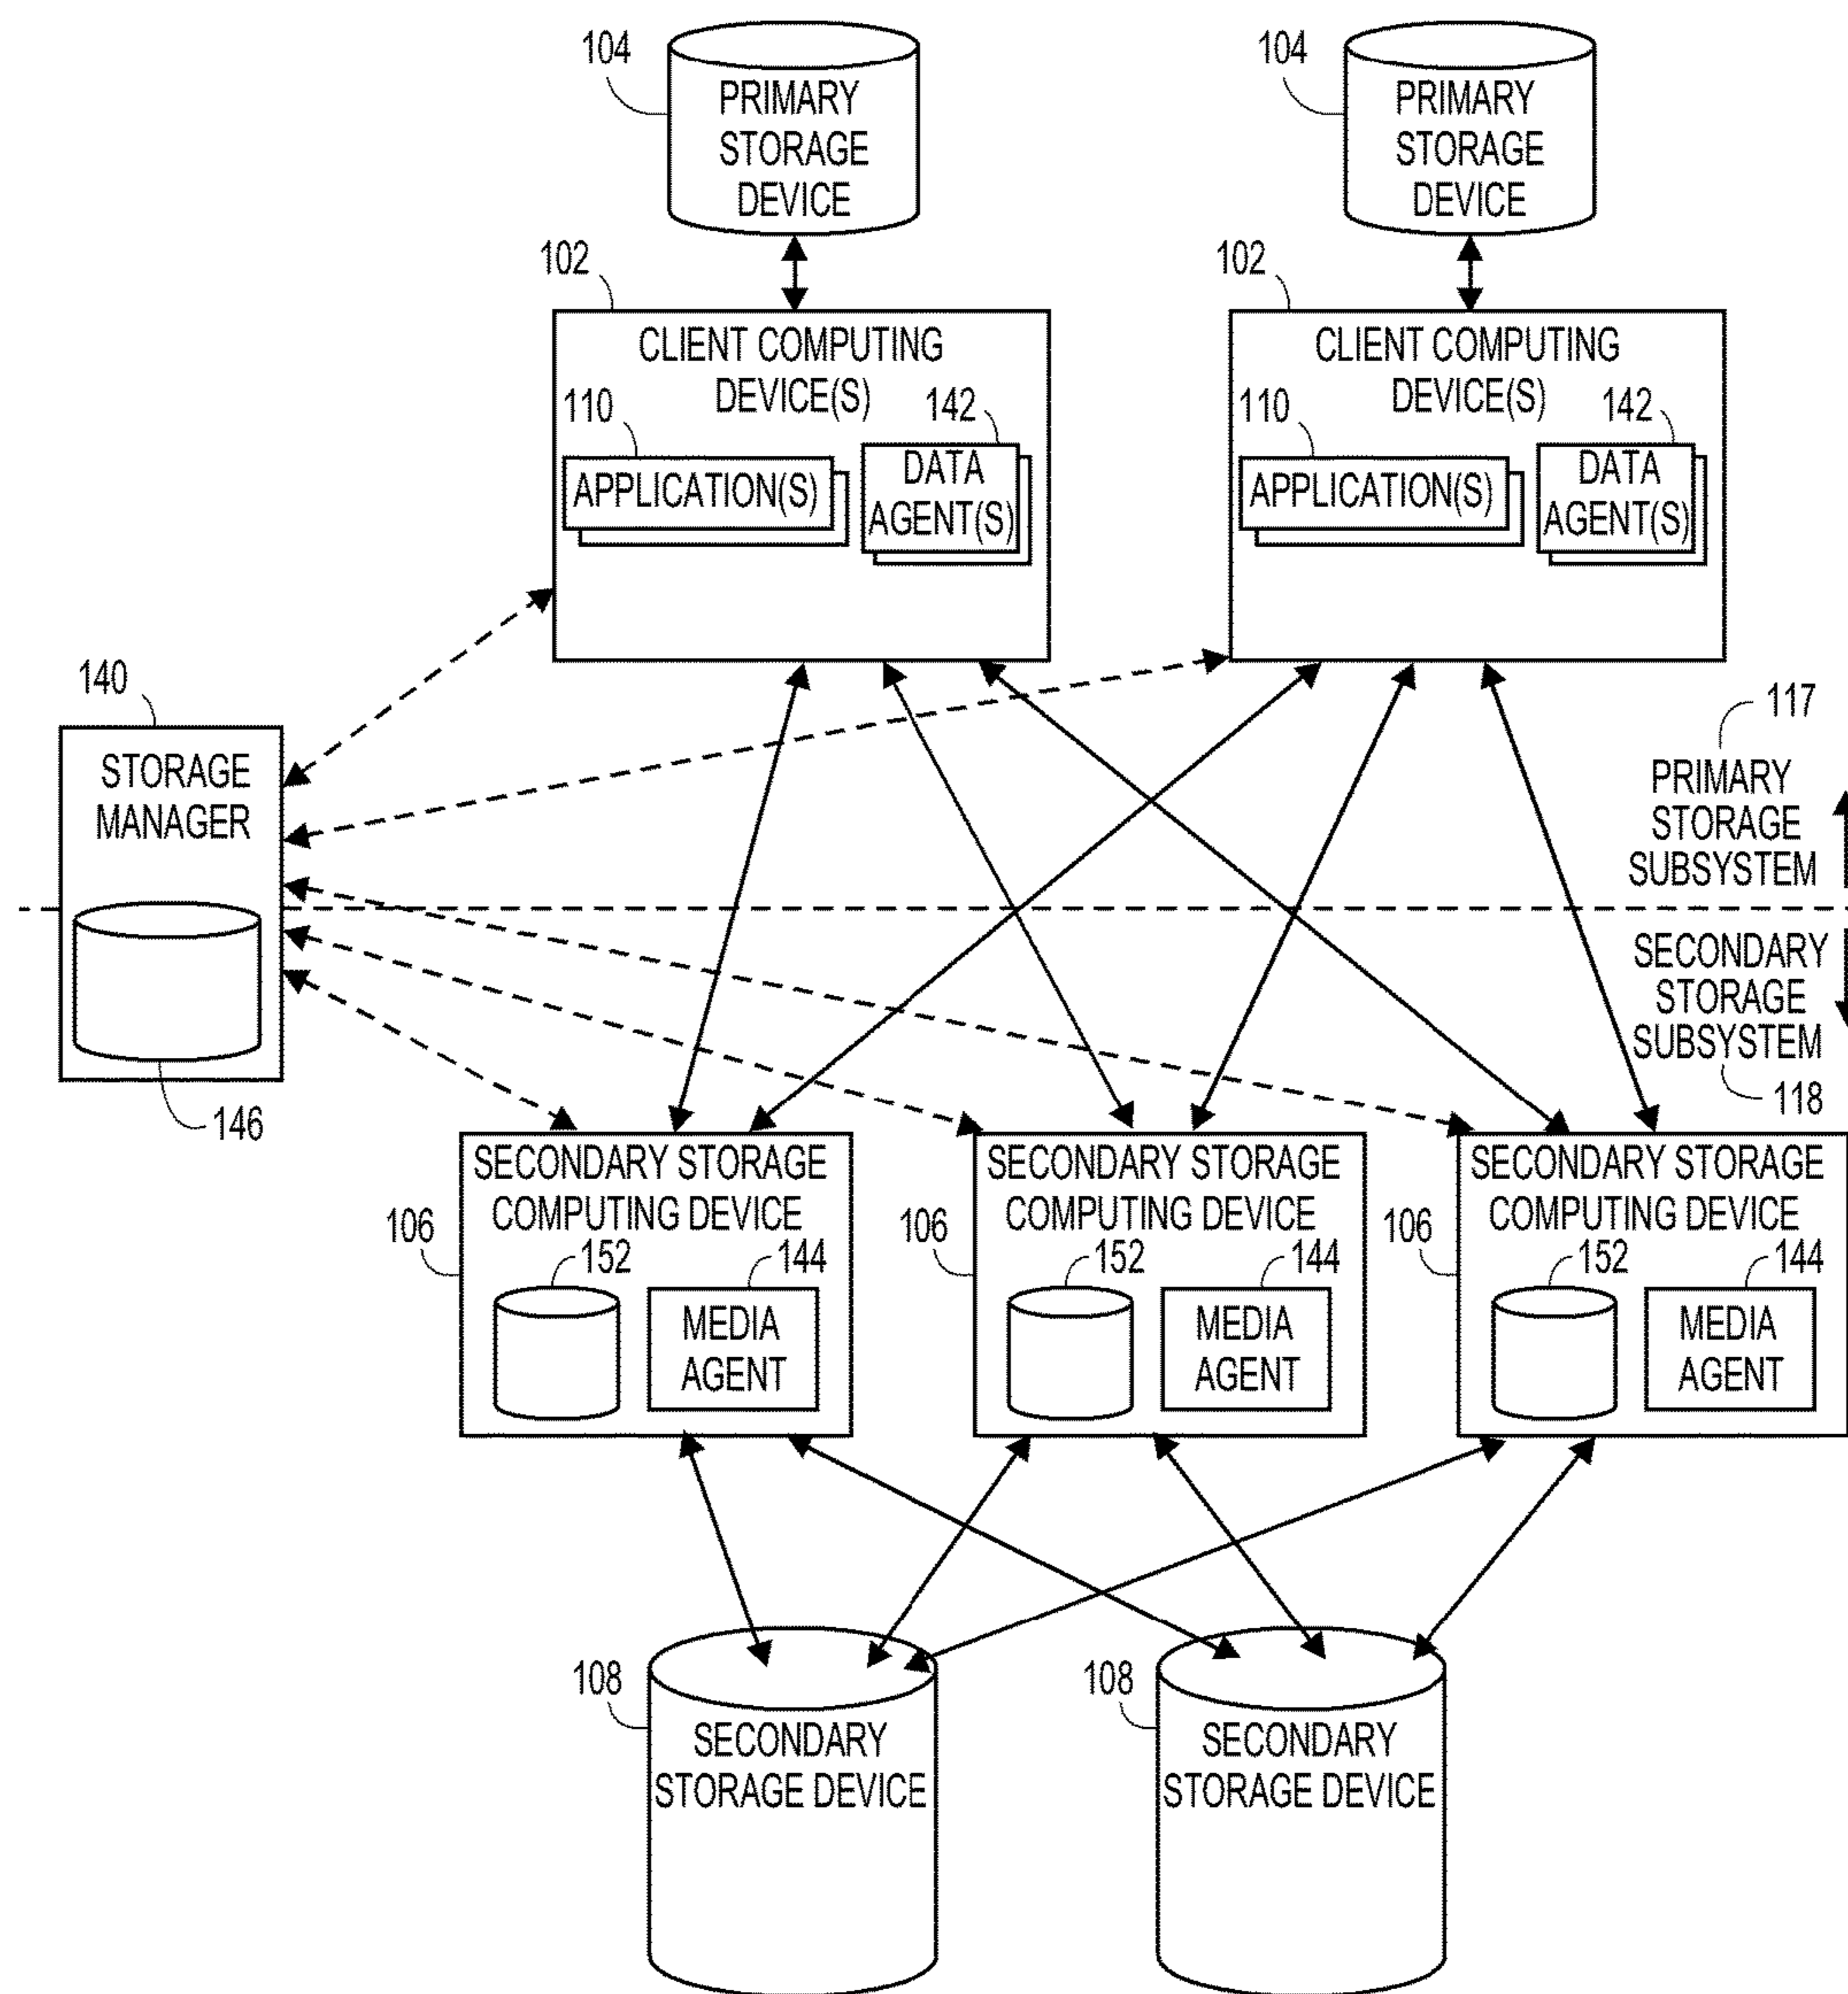 104
PRIMARY
STORAGE
DEVICE
104
PRIMARY
STORAGE
DEVICE
102
CLIENT COMPUTING
DEVICE(S)
110
142
APPLICATION(S)
DATA
AGENT(S)
102
CLIENT COMPUTING
DEVICE(S)
110
142
APPLICATION(S)
DATA
AGENT(S)
140
STORAGE
MANAGER
146
117
PRIMARY
STORAGE
SUBSYSTEM
SECONDARY
STORAGE
SUBSYSTEM
118
SECONDARY STORAGE
COMPUTING DEVICE
106
152
144
MEDIA
AGENT
SECONDARY STORAGE
COMPUTING DEVICE
106
152
144
MEDIA
AGENT
SECONDARY STORAGE
COMPUTING DEVICE
106
152
144
MEDIA
AGENT
108
SECONDARY
STORAGE DEVICE
108
SECONDARY
STORAGE DEVICE